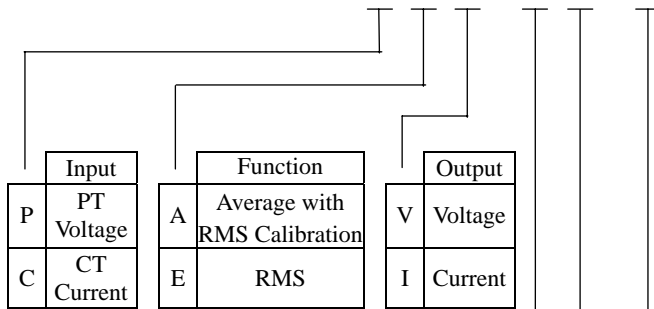 Input
P PT Voltage
C CT Current
Function
A Average with RMS Calibration
E RMS
Output
V Voltage
I Current